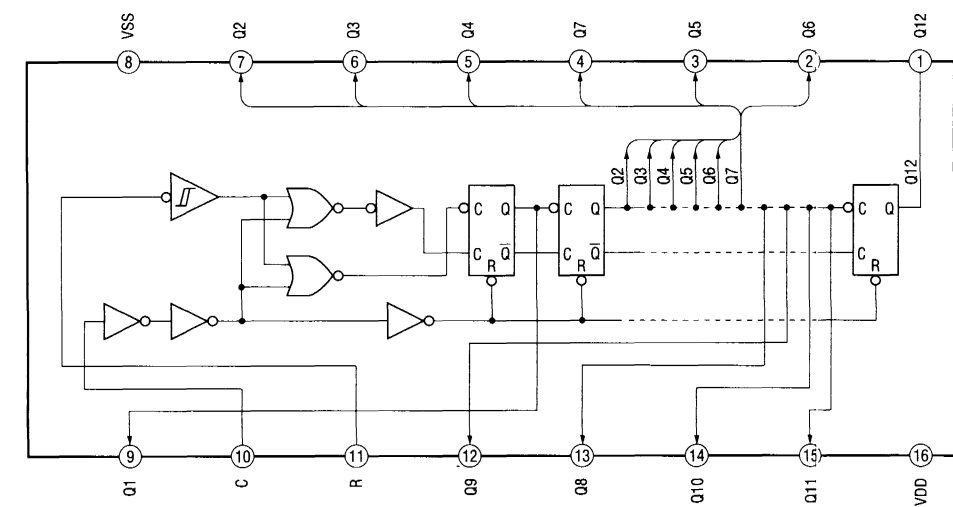 VSS Q2 Q3 Q4 Q7 Q5 Q6 Q12
8 7 6 5 4 3 2 1
Q2 Q3 Q4 Q5 Q6 Q7 Q12
C Q C Q C Q
C Q̅ R C Q̅ R C R
9 10 11 12 13 14 15 16
Q1 C R Q9 Q8 Q10 Q11 VDD